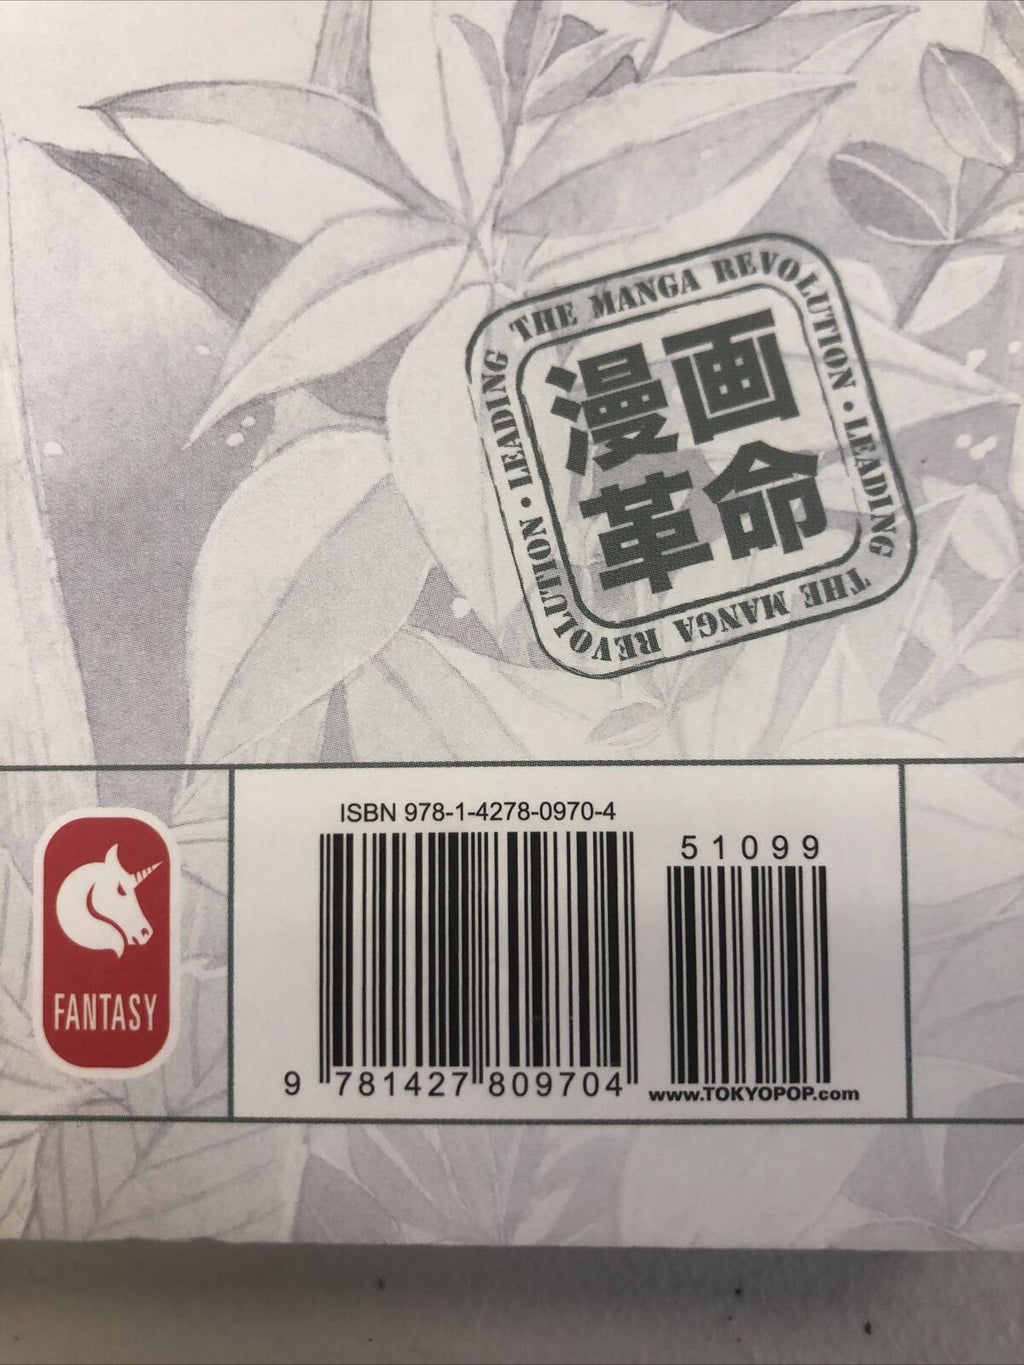 LEADING THE MANGA REVOLUTION • LEADING THE MANGA REVOLUTION •
漫画
革命
ISBN 978-1-4278-0970-4
51099
9 781427 809704
www.TOKYOPOP.com
FANTASY